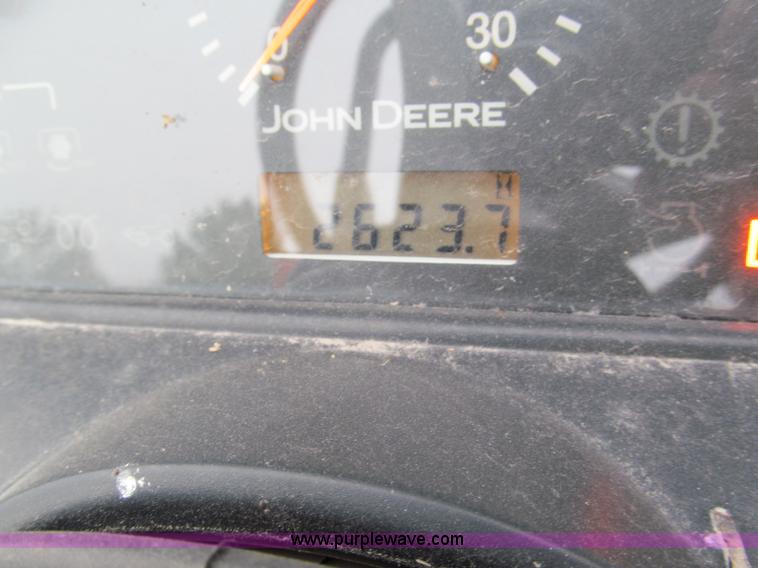 0 30
JOHN DEERE
H
2623.7
www.purplewave.com